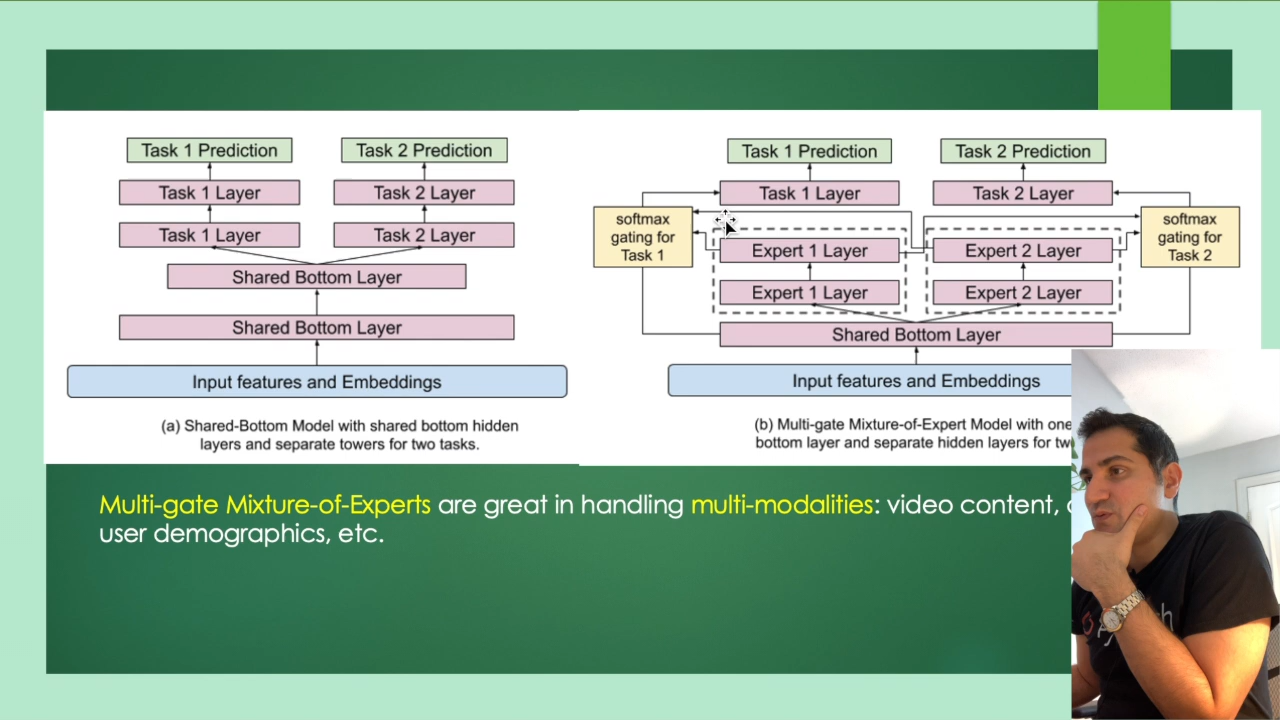 Task 1 Prediction
Task 2 Prediction
Task 1 Layer
Task 2 Layer
Task 1 Layer
Task 2 Layer
Shared Bottom Layer
Shared Bottom Layer
Input features and Embeddings
(a) Shared-Bottom Model with shared bottom hidden
layers and separate towers for two tasks.
Task 1 Prediction
Task 2 Prediction
Task 1 Layer
Task 2 Layer
softmax
gating for
Task 1
softmax
gating for
Task 2
Expert 1 Layer
Expert 2 Layer
Expert 1 Layer
Expert 2 Layer
Shared Bottom Layer
Input features and Embeddings
(b) Multi-gate Mixture-of-Expert Model with one
bottom layer and separate hidden layers for tw
Multi-gate Mixture-of-Experts are great in handling multi-modalities: video content,
user demographics, etc.